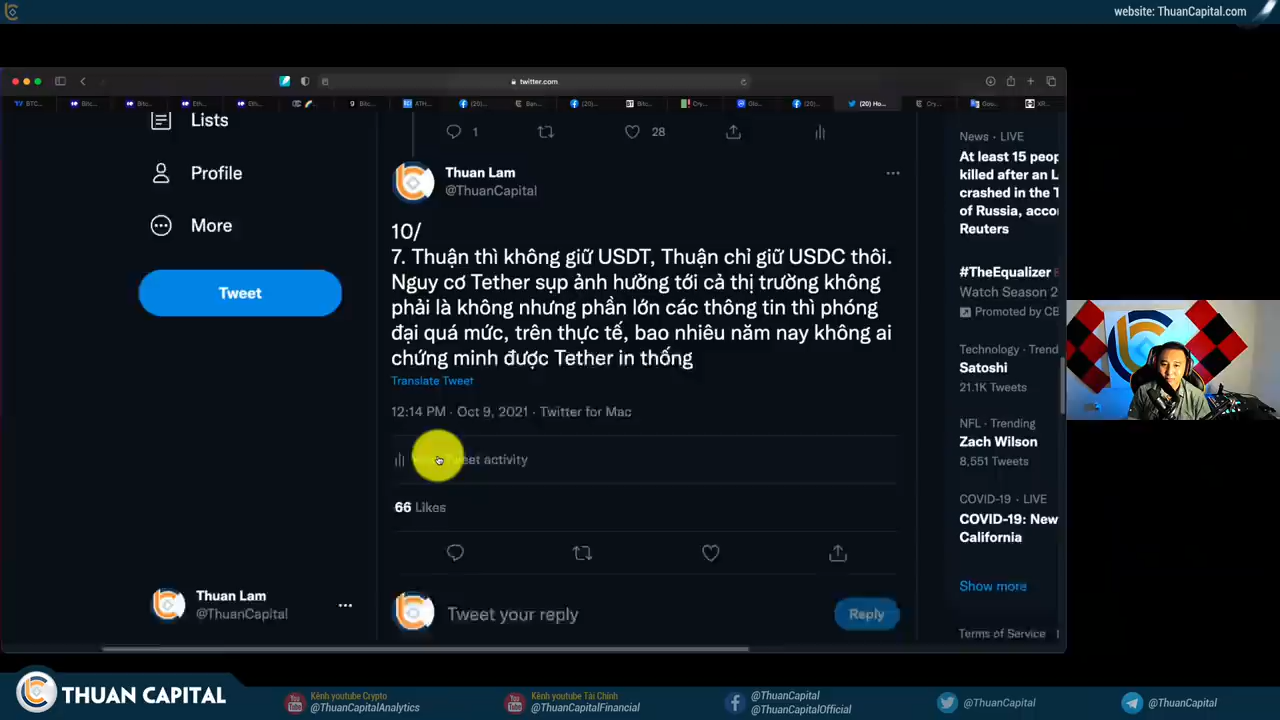 website: ThuanCapital.com
twitter.com
Lists
Profile
More
Tweet
Thuan Lam
@ThuanCapital
1
28
Thuan Lam
@ThuanCapital
10/
7. Thuận thì không giữ USDT, Thuận chỉ giữ USDC thôi.
Nguy cơ Tether sụp ảnh hưởng tới cả thị trường không
phải là không nhưng phần lớn các thông tin thì phóng
đại quá mức, trên thực tế, bao nhiêu năm nay không ai
chứng minh được Tether in thống
Translate Tweet
12:14 PM · Oct 9, 2021 · Twitter for Mac
activity
66 Likes
Tweet your reply
Reply
News · LIVE
At least 15 peop
killed after an L
crashed in the T
of Russia, accor
Reuters
#TheEqualizer
Watch Season 2
Promoted by CB
Technology · Trend
Satoshi
21.1K Tweets
NFL · Trending
Zach Wilson
8,551 Tweets
COVID-19 · LIVE
COVID-19: New
California
Show more
Terms of Service
THUAN CAPITAL
Kênh youtube Crypto
@ThuanCapitalAnalytics
Kênh youtube Tài Chính
@ThuanCapitalFinancial
@ThuanCapital
@ThuanCapitalOfficial
@ThuanCapital
@ThuanCapital